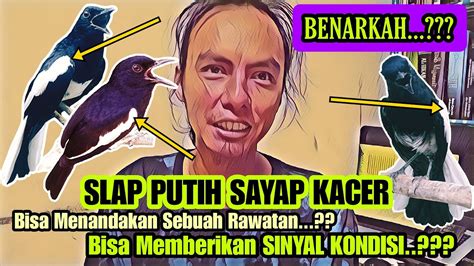 BENARKAH...???
SLAP PUTIH SAYAP KACER
Bisa Menandakan Sebuah Rawatan...??
Bisa Memberikan SINYAL KONDISI..???